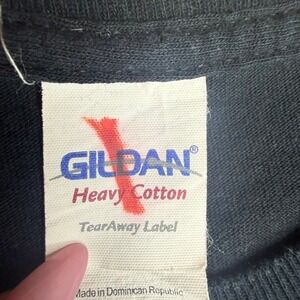 GILDAN®
Heavy Cotton
TearAway Label
Made in Dominican Republic